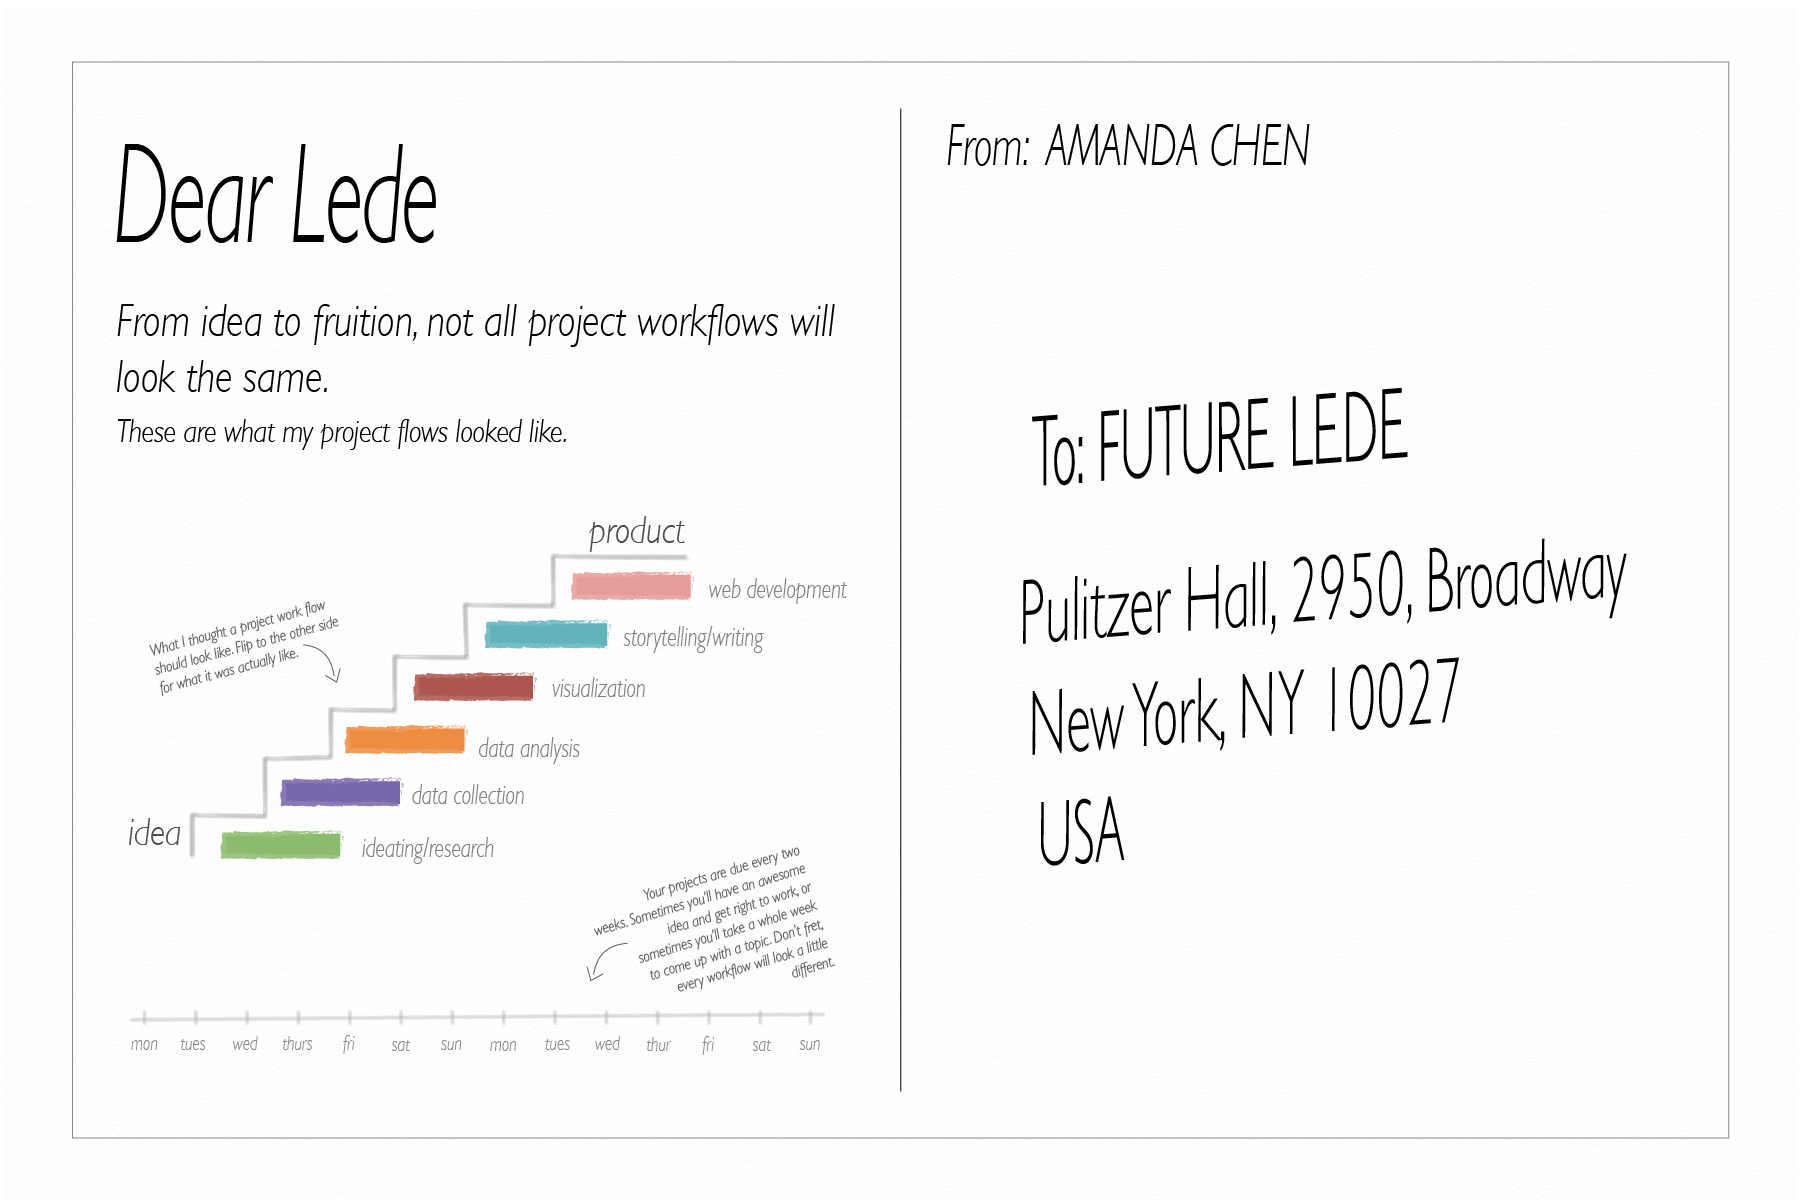 Dear Lede
From idea to fruition, not all project workflows will
look the same.
These are what my project flows looked like.
product
web development
What I thought a project work flow
should look like. Flip to the other side
for what it was actually like.
storytelling/writing
visualization
data analysis
data collection
idea
ideating/research
Your projects are due every two
weeks. Sometimes you'll have an awesome
idea and get right to work, or
sometimes you'll take a whole week
to come up with a topic. Don't fret,
every workflow will look a little
different.
mon tues wed thurs fri sat sun mon tues wed thur fri sat sun
From: AMANDA CHEN
To: FUTURE LEDE
Pulitzer Hall, 2950, Broadway
New York, NY 10027
USA